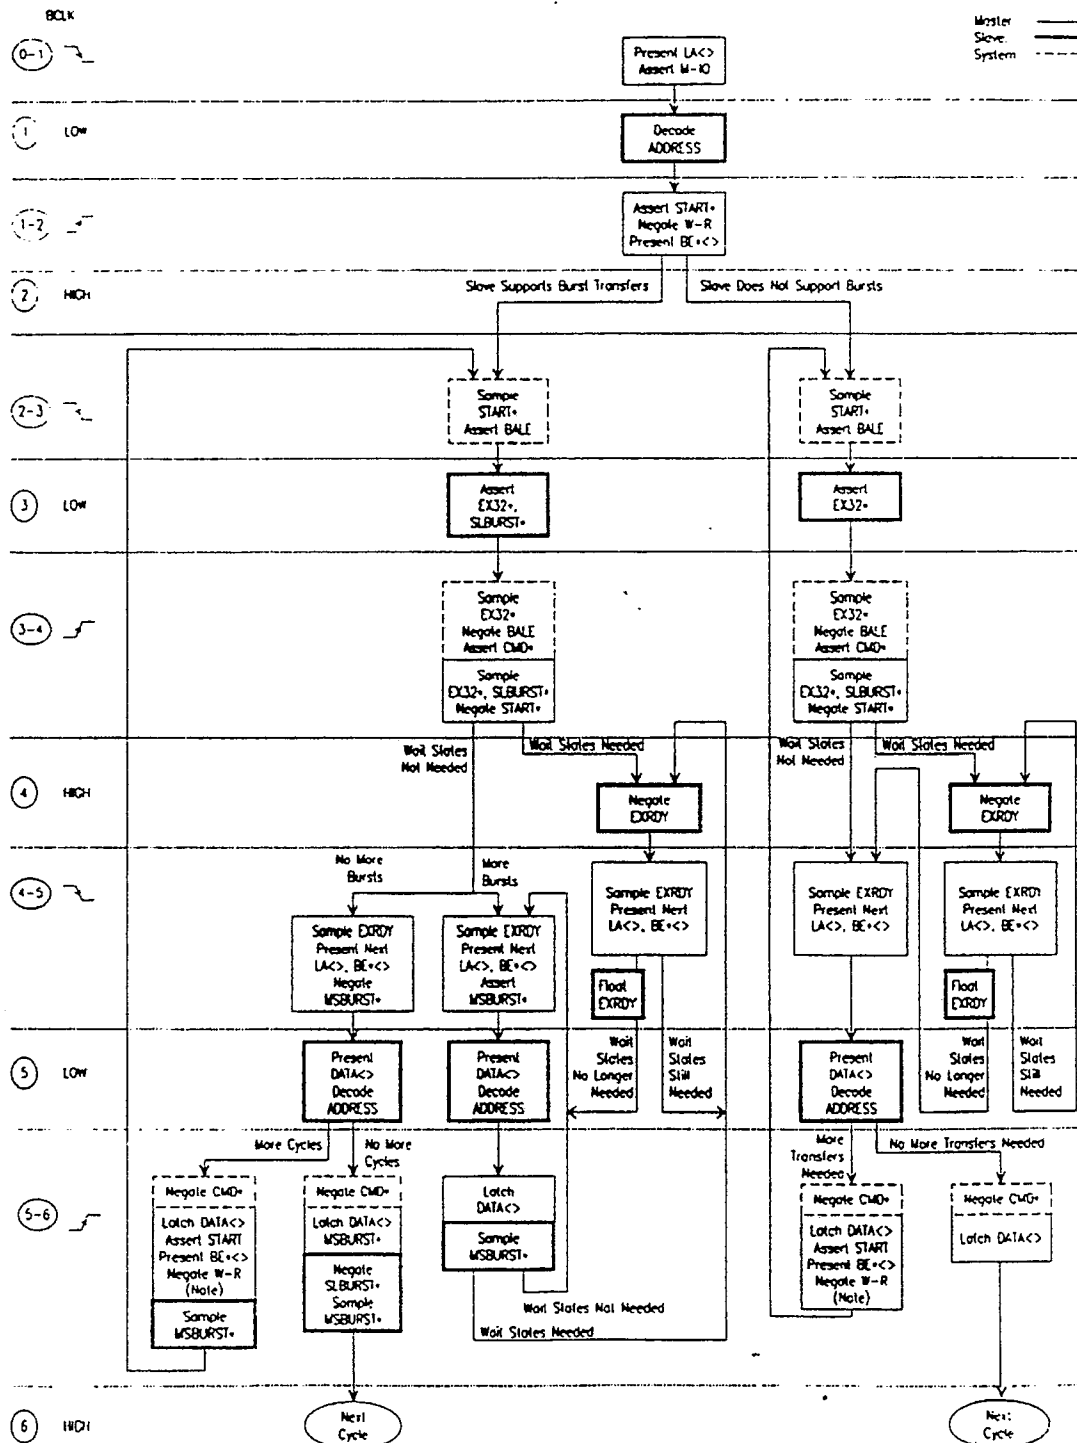 BCLK
Master
Slave
System
0-1
Present LA<>
Assert M-IO
1
LOW
Decode
ADDRESS
1-2
Assert START*
Negate W-R
Present BE*<>
2
HIGH
Slave Supports Burst Transfers
Slave Does Not Support Bursts
2-3
Sample
START*
Assert BALE
Sample
START*
Assert BALE
3
LOW
Assert
EX32*,
SLBURST*
Assert
EX32*
3-4
Sample
EX32*
Negate BALE
Assert CMD*
Sample
EX32*, SLBURST*
Negate START*
Sample
EX32*
Negate BALE
Assert CMD*
Sample
EX32*, SLBURST*
Negate START*
Wait States
Not Needed
Wait States Needed
Wait States
Not Needed
Wait States Needed
4
HIGH
Negate
EXRDY
Negate
EXRDY
4-5
No More
Bursts
More
Bursts
Sample EXRDY
Present Next
LA<>, BE*<>
Negate
MSBURST*
Sample EXRDY
Present Next
LA<>, BE*<>
Assert
MSBURST*
Sample EXRDY
Present Next
LA<>, BE*<>
Float
EXRDY
Sample EXRDY
Present Next
LA<>, BE*<>
Sample EXRDY
Present Next
LA<>, BE*<>
Float
EXRDY
5
LOW
Present
DATA<>
Decode
ADDRESS
Present
DATA<>
Decode
ADDRESS
Wait
States
No Longer
Needed
Wait
States
Still
Needed
Present
DATA<>
Decode
ADDRESS
Wait
States
No Longer
Needed
Wait
States
Still
Needed
More Cycles
No More
Cycles
More
Transfers
Needed
No More Transfers Needed
5-6
Negate CMD*
Latch DATA<>
Assert START
Present BE*<>
Negate W-R
(Note)
Sample
MSBURST*
Negate CMD*
Latch DATA<>
MSBURST*
Negate
SLBURST*
Sample
MSBURST*
Latch
DATA<>
Sample
MSBURST*
Wait States Not Needed
Wait States Needed
Negate CMD*
Latch DATA<>
Assert START
Present BE*<>
Negate W-R
(Note)
Negate CMD*
Latch DATA<>
6
HIGH
Next
Cycle
Next
Cycle